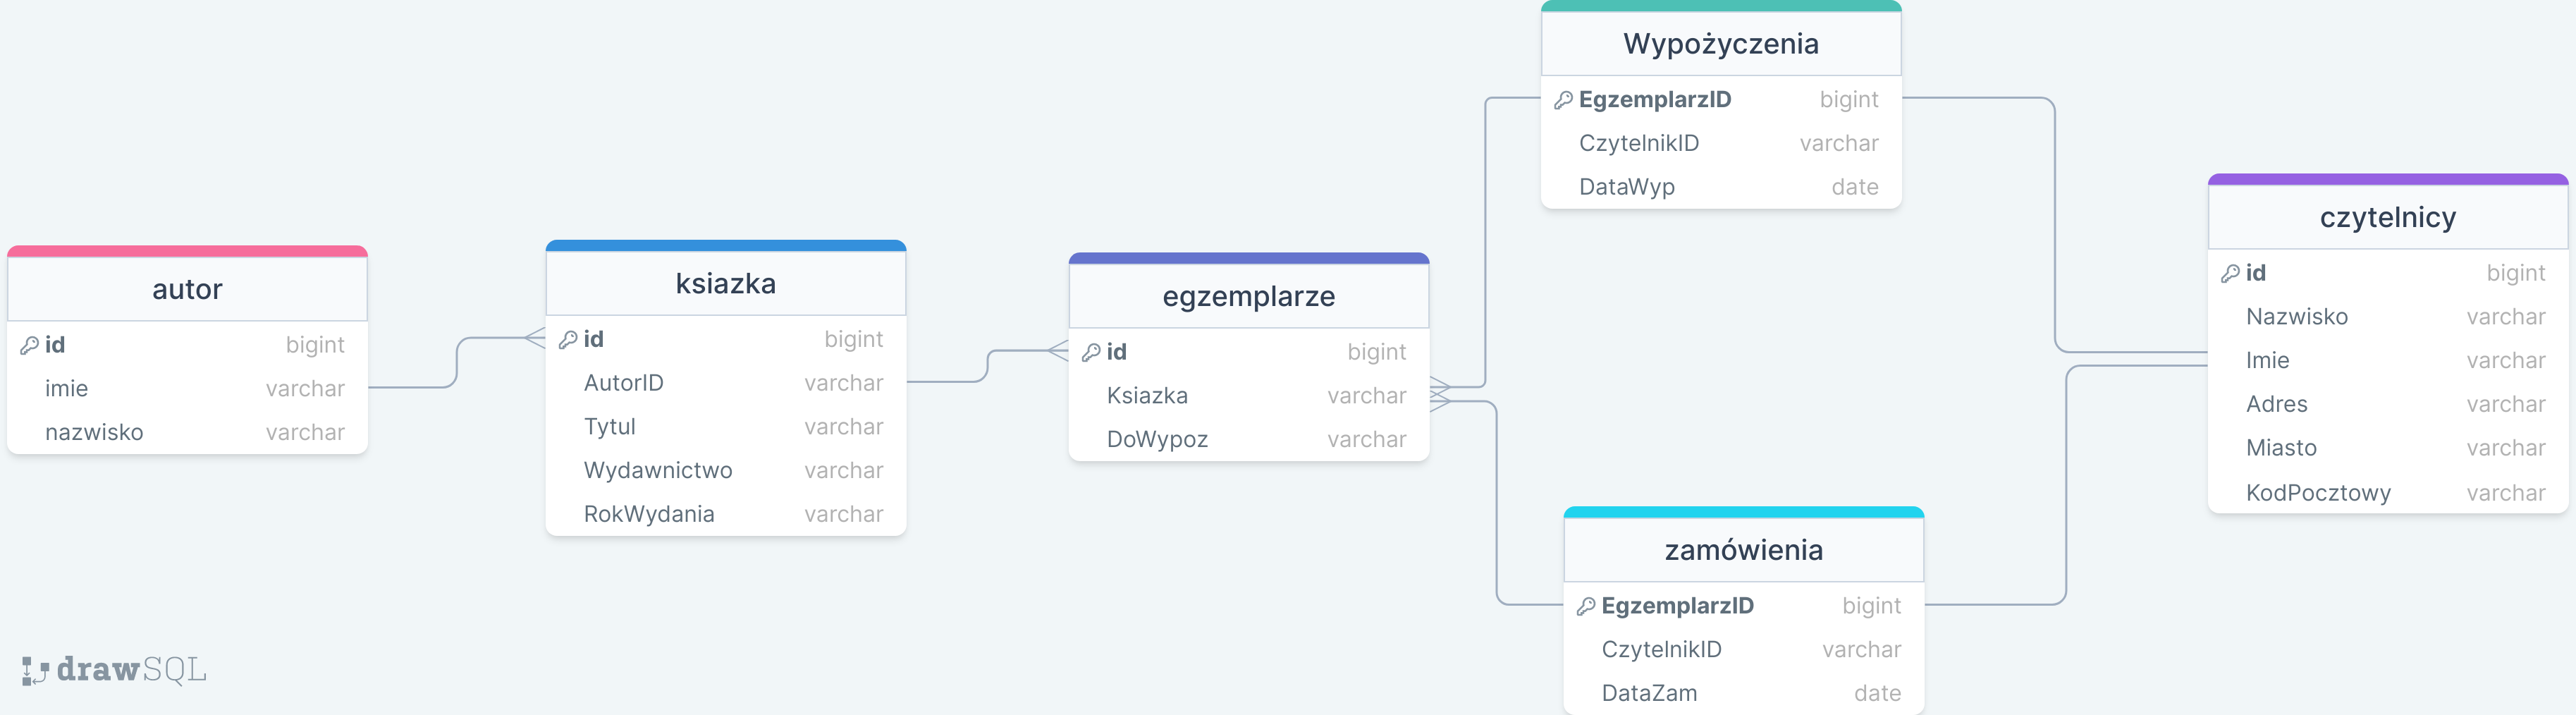 autor
id bigint
imie varchar
nazwisko varchar
ksiazka
id bigint
AutorID varchar
Tytul varchar
Wydawnictwo varchar
RokWydania varchar
egzemplarze
id bigint
Ksiazka varchar
DoWypoz varchar
Wypożyczenia
EgzemplarzID bigint
CzytelnikID varchar
DataWyp date
zamówienia
EgzemplarzID bigint
CzytelnikID varchar
DataZam date
czytelnicy
id bigint
Nazwisko varchar
Imie varchar
Adres varchar
Miasto varchar
KodPocztowy varchar
drawSQL